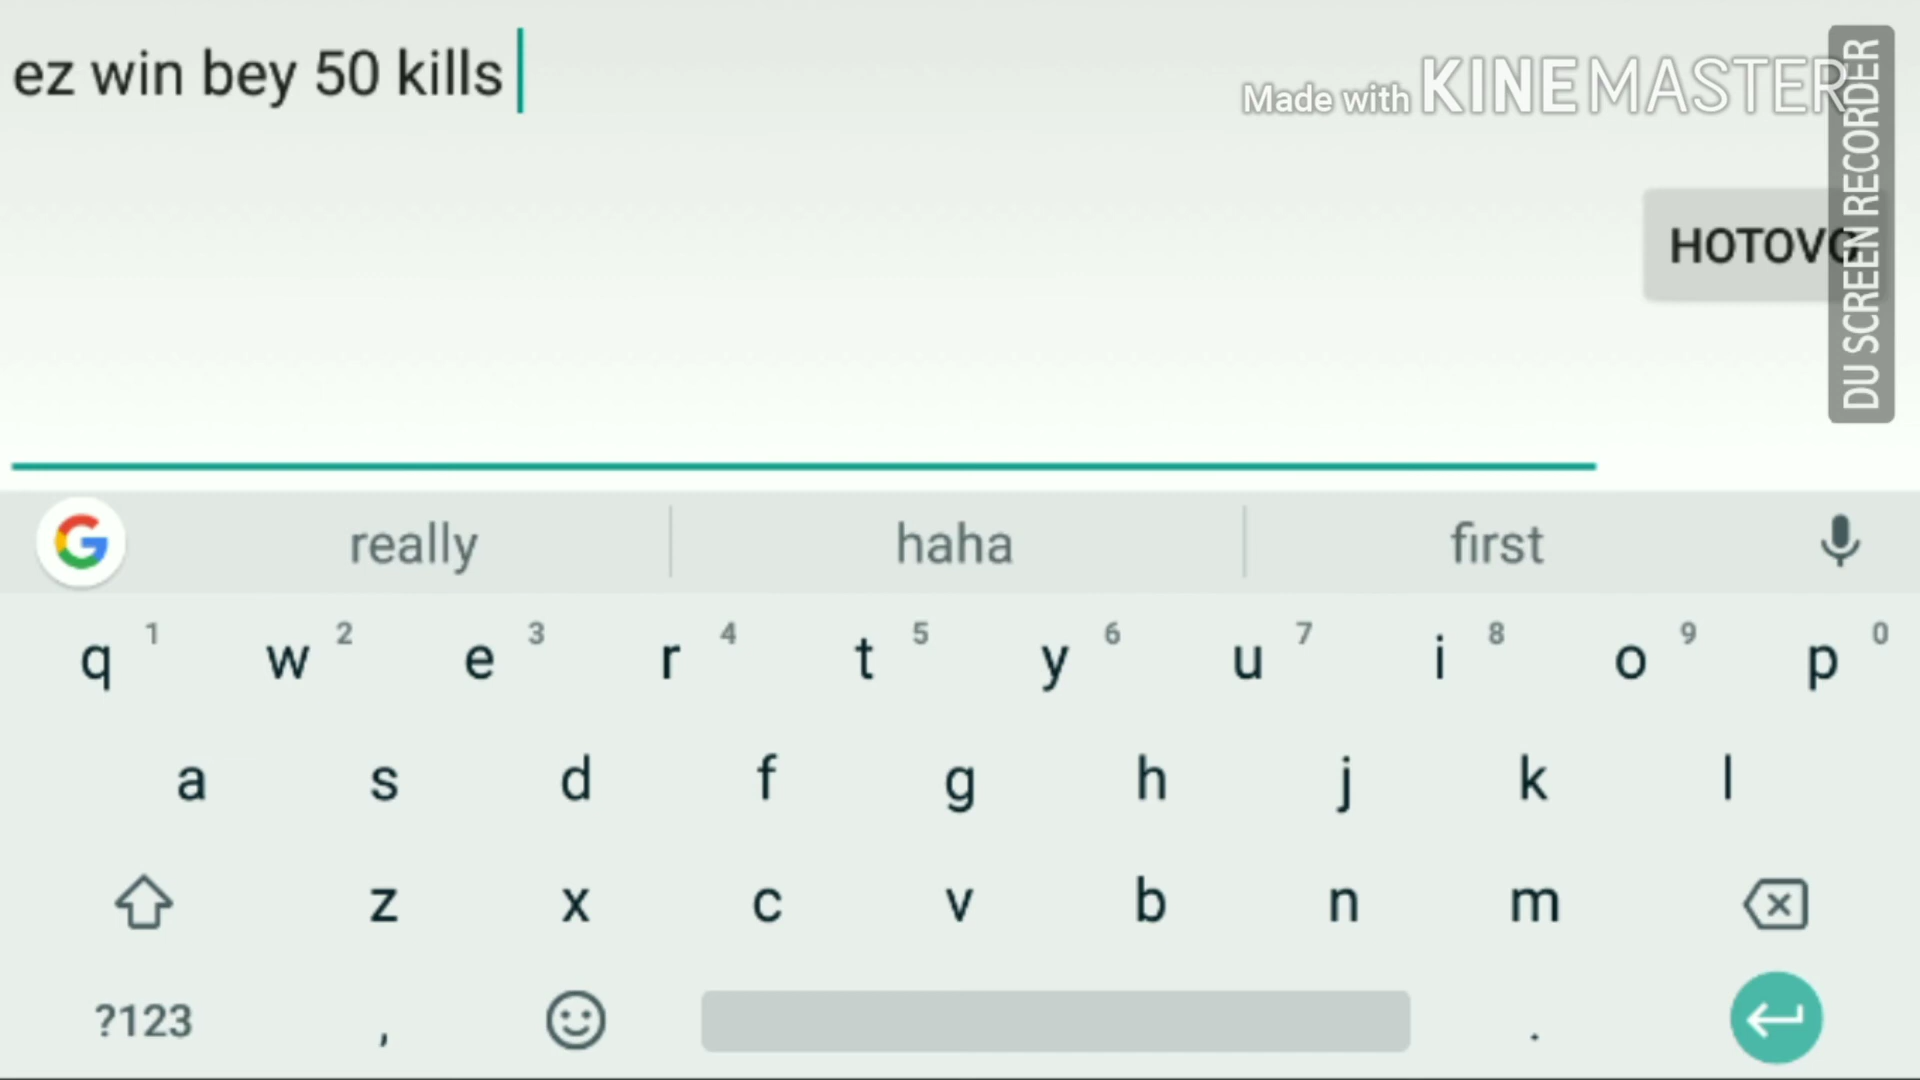 ez win bey 50 kills
Made with KINEMASTER
DU SCREEN RECORDER
HOTOVO
really haha first
q 1 w 2 e 3 r 4 t 5 y 6 u 7 i 8 o 9 p 0
a s d f g h j k l
z x c v b n m
?123 , .